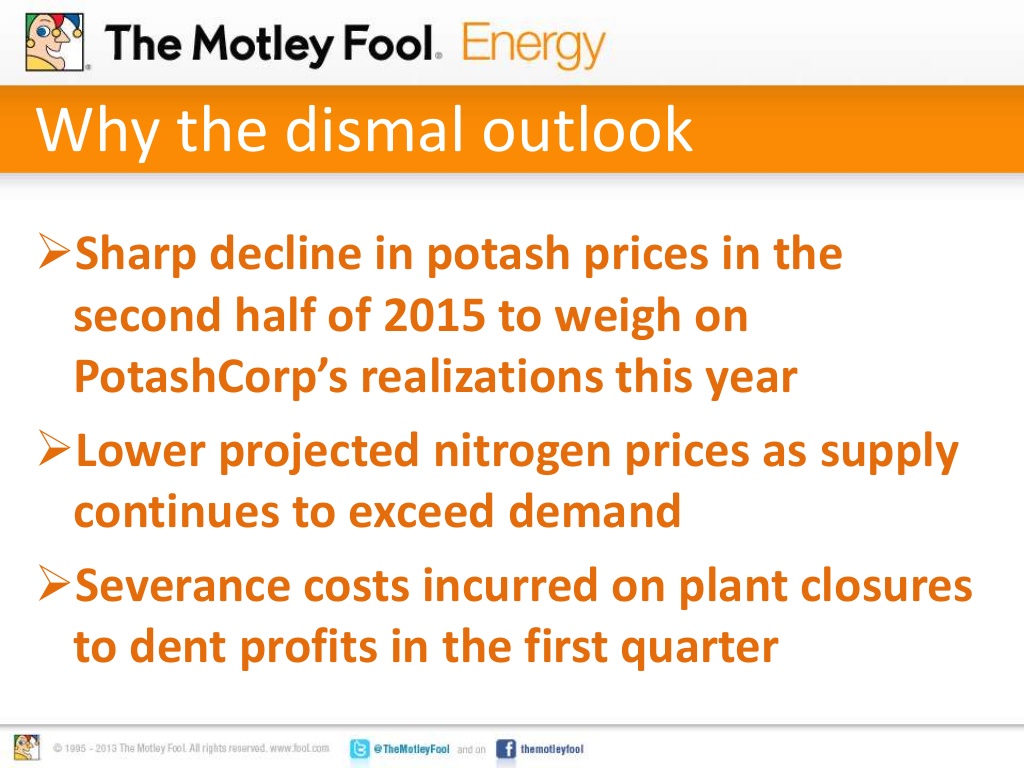 The Motley Fool® Energy
Why the dismal outlook
➢Sharp decline in potash prices in the
second half of 2015 to weigh on
PotashCorp’s realizations this year
➢Lower projected nitrogen prices as supply
continues to exceed demand
➢Severance costs incurred on plant closures
to dent profits in the first quarter
© 1995 - 2013 The Motley Fool. All rights reserved. www.fool.com @TheMotleyFool and on themotleyfool